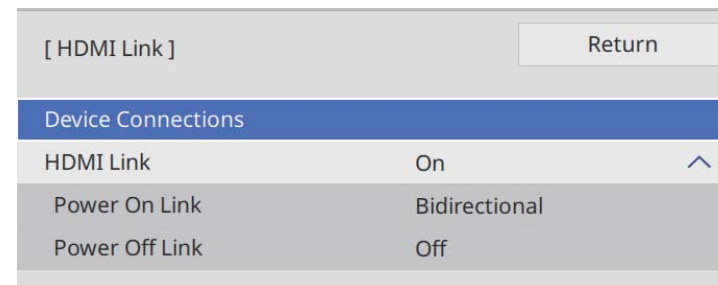 [ HDMI Link ] Return
Device Connections
HDMI Link On
Power On Link Bidirectional
Power Off Link Off